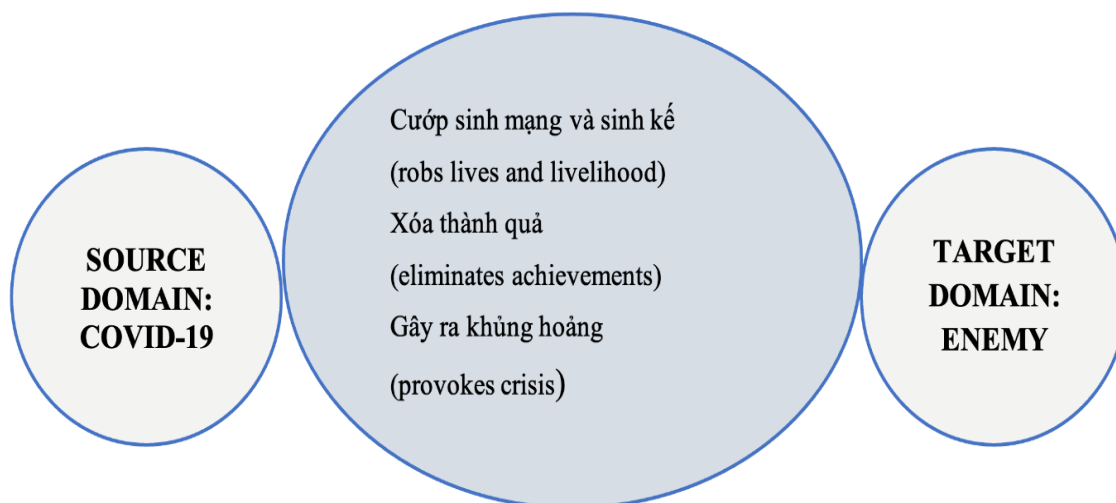 SOURCE
DOMAIN:
COVID-19
Cướp sinh mạng và sinh kế
(robs lives and livelihood)
Xóa thành quả
(eliminates achievements)
Gây ra khủng hoảng
(provokes crisis)
TARGET
DOMAIN:
ENEMY